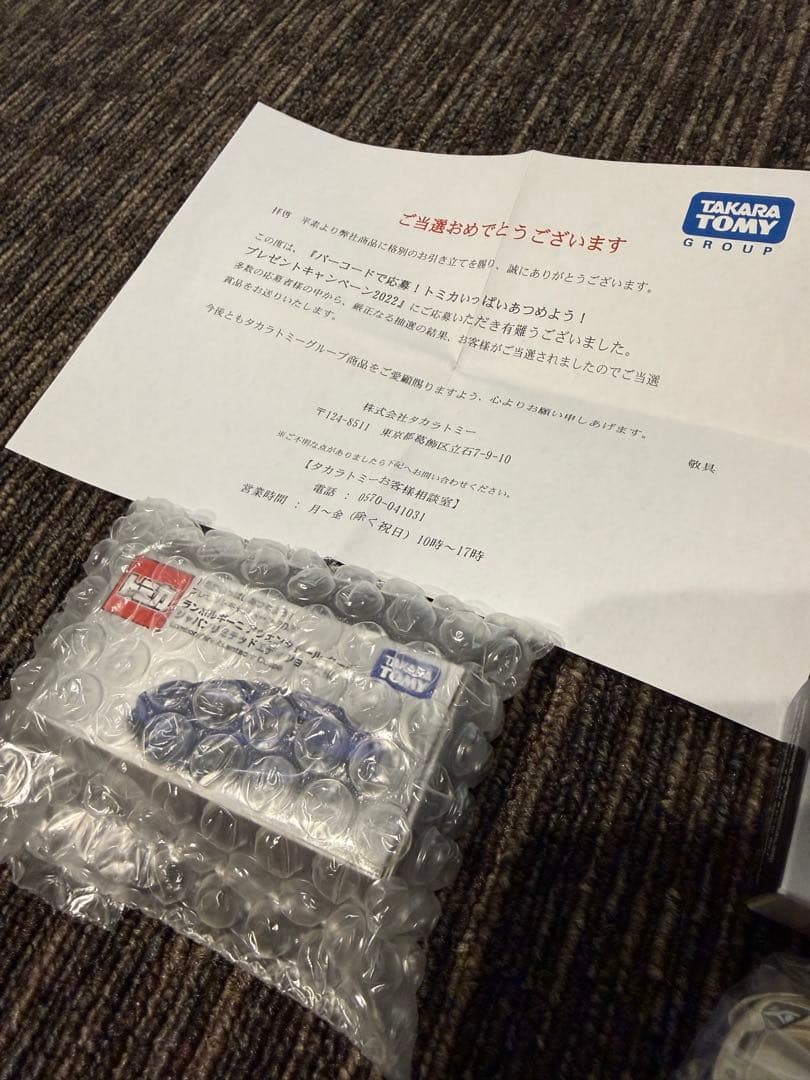 TAKARA
TOMY
GROUP
ご当選おめでとうございます
拝啓 平素より弊社商品に格別のお引き立てを賜り、誠にありがとうございます。
この度は、『バーコードで応募！トミカいっぱいあつめよう！
プレゼントキャンペーン2022』にご応募いただき有難うございました。
多数の応募者様の中から、厳正なる抽選の結果、お客様がご当選されましたのでご当選
賞品をお送りいたします。
今後ともタカラトミーグループ商品をご愛顧賜りますよう、心よりお願い申しあげます。
敬具
株式会社タカラトミー
〒124-8511 東京都葛飾区立石7-9-10
※ご不明な点がありましたら下記へお問い合わせください。
【タカラトミーお客様相談室】
電話 : 0570-041031
営業時間 : 月～金（除く祝日）10時～17時
ランボルギーニ
TAKARA
TOMY